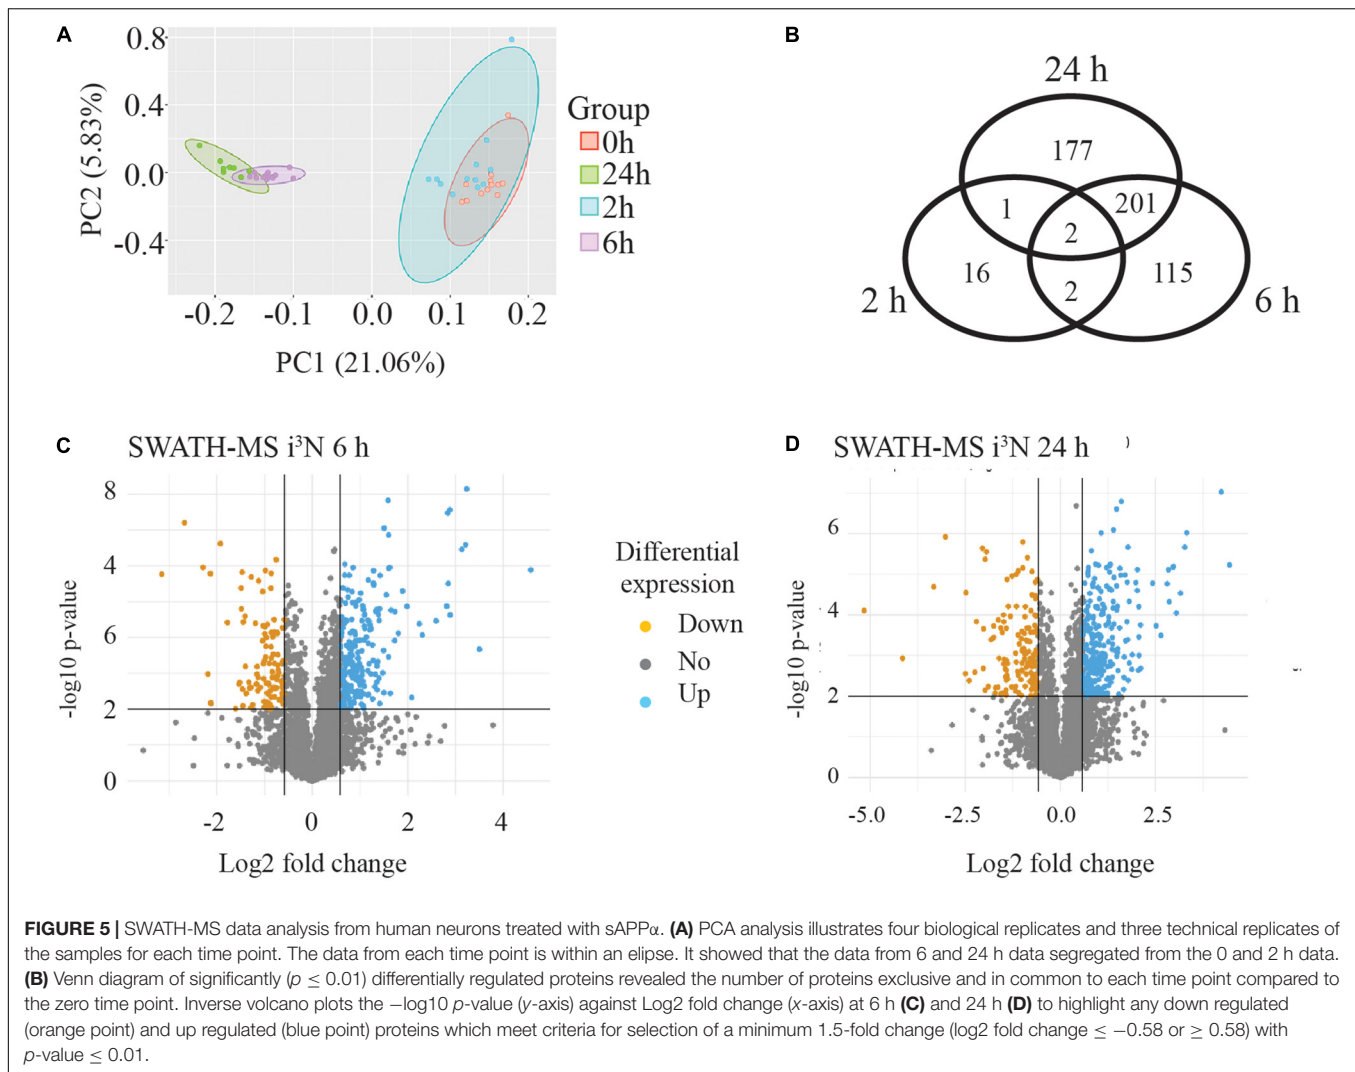 A
0.8
0.4
0.0
-0.4
PC2 (5.83%)
-0.2
-0.1
0.0
0.1
0.2
PC1 (21.06%)
Group
0h
24h
2h
6h
B
24 h
177
1
201
2
16
115
2
2 h
6 h
C
SWATH-MS i³N 6 h
8
4
6
2
0
-log10 p-value
-2
0
2
4
Log2 fold change
Differential
expression
Down
No
Up
D
SWATH-MS i³N 24 h
6
4
2
0
-log10 p-value
-5.0
-2.5
0.0
2.5
Log2 fold change
FIGURE 5 | SWATH-MS data analysis from human neurons treated with sAPPα. (A) PCA analysis illustrates four biological replicates and three technical replicates of
the samples for each time point. The data from each time point is within an elipse. It showed that the data from 6 and 24 h data segregated from the 0 and 2 h data.
(B) Venn diagram of significantly (p ≤ 0.01) differentially regulated proteins revealed the number of proteins exclusive and in common to each time point compared to
the zero time point. Inverse volcano plots the −log10 p-value (y-axis) against Log2 fold change (x-axis) at 6 h (C) and 24 h (D) to highlight any down regulated
(orange point) and up regulated (blue point) proteins which meet criteria for selection of a minimum 1.5-fold change (log2 fold change ≤ −0.58 or ≥ 0.58) with
p-value ≤ 0.01.